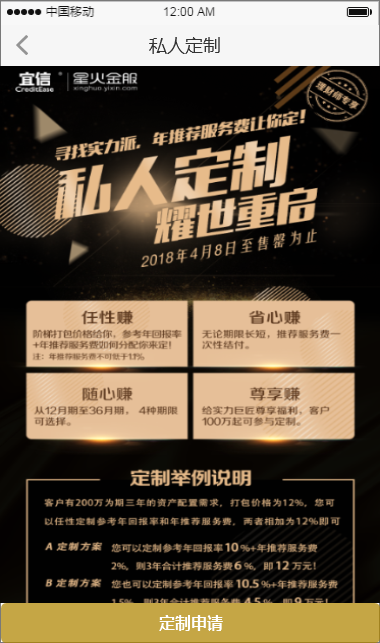 中国移动 12:00 AM
私人定制
宜信 CreditEase 星火金服 xinghuo.yixin.com
理财师专享
寻找实力派，年推荐服务费让你定！
私人定制
耀世重启
2018年4月8日至售罄为止
任性赚
阶梯打包价格给你，参考年回报率
+年推荐服务费如何分配你来定！
注：年推荐服务费不可低于1.1%
省心赚
无论期限长短，推荐服务费一
次性结付。
随心赚
从12月期至36月期， 4种期限
可选择。
尊享赚
给实力巨匠尊享福利，客户
100万起可参与定制。
定制举例说明
客户有200万为期三年的资产配置需求，打包价格为12%，您可
以任性定制参考年回报率和年推荐服务费，两者相加为12%即可
A 定制方案 您可以定制参考年回报率10%+年推荐服务费
2%，则3年合计推荐服务费6%，即12万元！
B 定制方案 您也可以定制参考年回报率10.5%+年推荐服务费
1.5%，则3年合计推荐服务费4.5%，即9万元！
定制申请